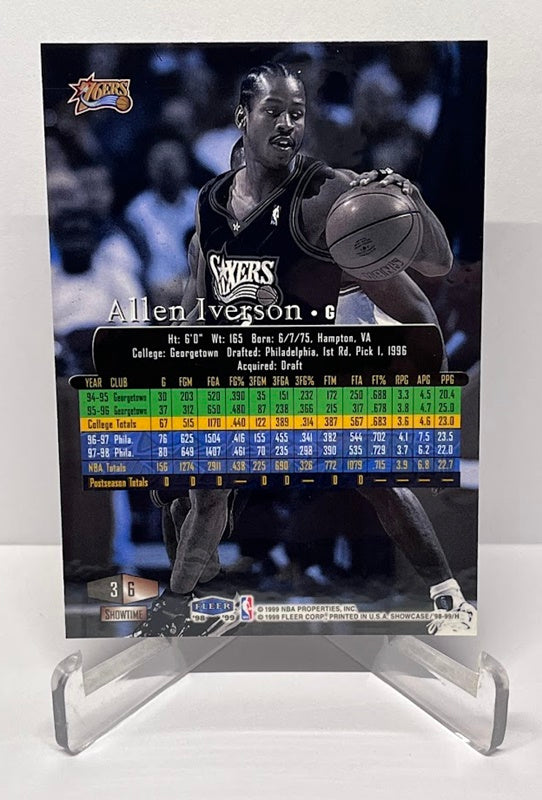 76ERS
SIXERS
SPALDING
Allen Iverson • G
Ht: 6'0" Wt: 165 Born: 6/7/75, Hampton, VA
College: Georgetown Drafted: Philadelphia, 1st Rd, Pick 1, 1996
Acquired: Draft
YEAR CLUB G FGM FGA FG% 3FGM 3FGA 3FG% FTM FTA FT% RPG APG PPG
94-95 Georgetown 30 203 520 .390 35 151 .232 172 250 .688 3.3 4.5 20.4
95-96 Georgetown 37 312 650 .480 87 238 .366 215 317 .678 3.8 4.7 25.0
College Totals 67 515 1170 .440 122 389 .314 387 567 .683 3.6 4.6 23.0
96-97 Phila. 76 625 1504 .416 155 455 .341 382 544 .702 4.1 7.5 23.5
97-98 Phila. 80 649 1407 .461 70 235 .298 390 535 .729 3.7 6.2 22.0
NBA Totals 156 1274 2911 .438 225 690 .326 772 1079 .715 3.9 6.8 22.7
Postseason Totals 0 0 0 — 0 0 — 0 0 — — — —
3 6
SHOWTIME
FLEER
'98 '99
© 1999 NBA PROPERTIES, INC.
© 1999 FLEER CORP. PRINTED IN U.S.A. SHOWCASE/'98-99/H